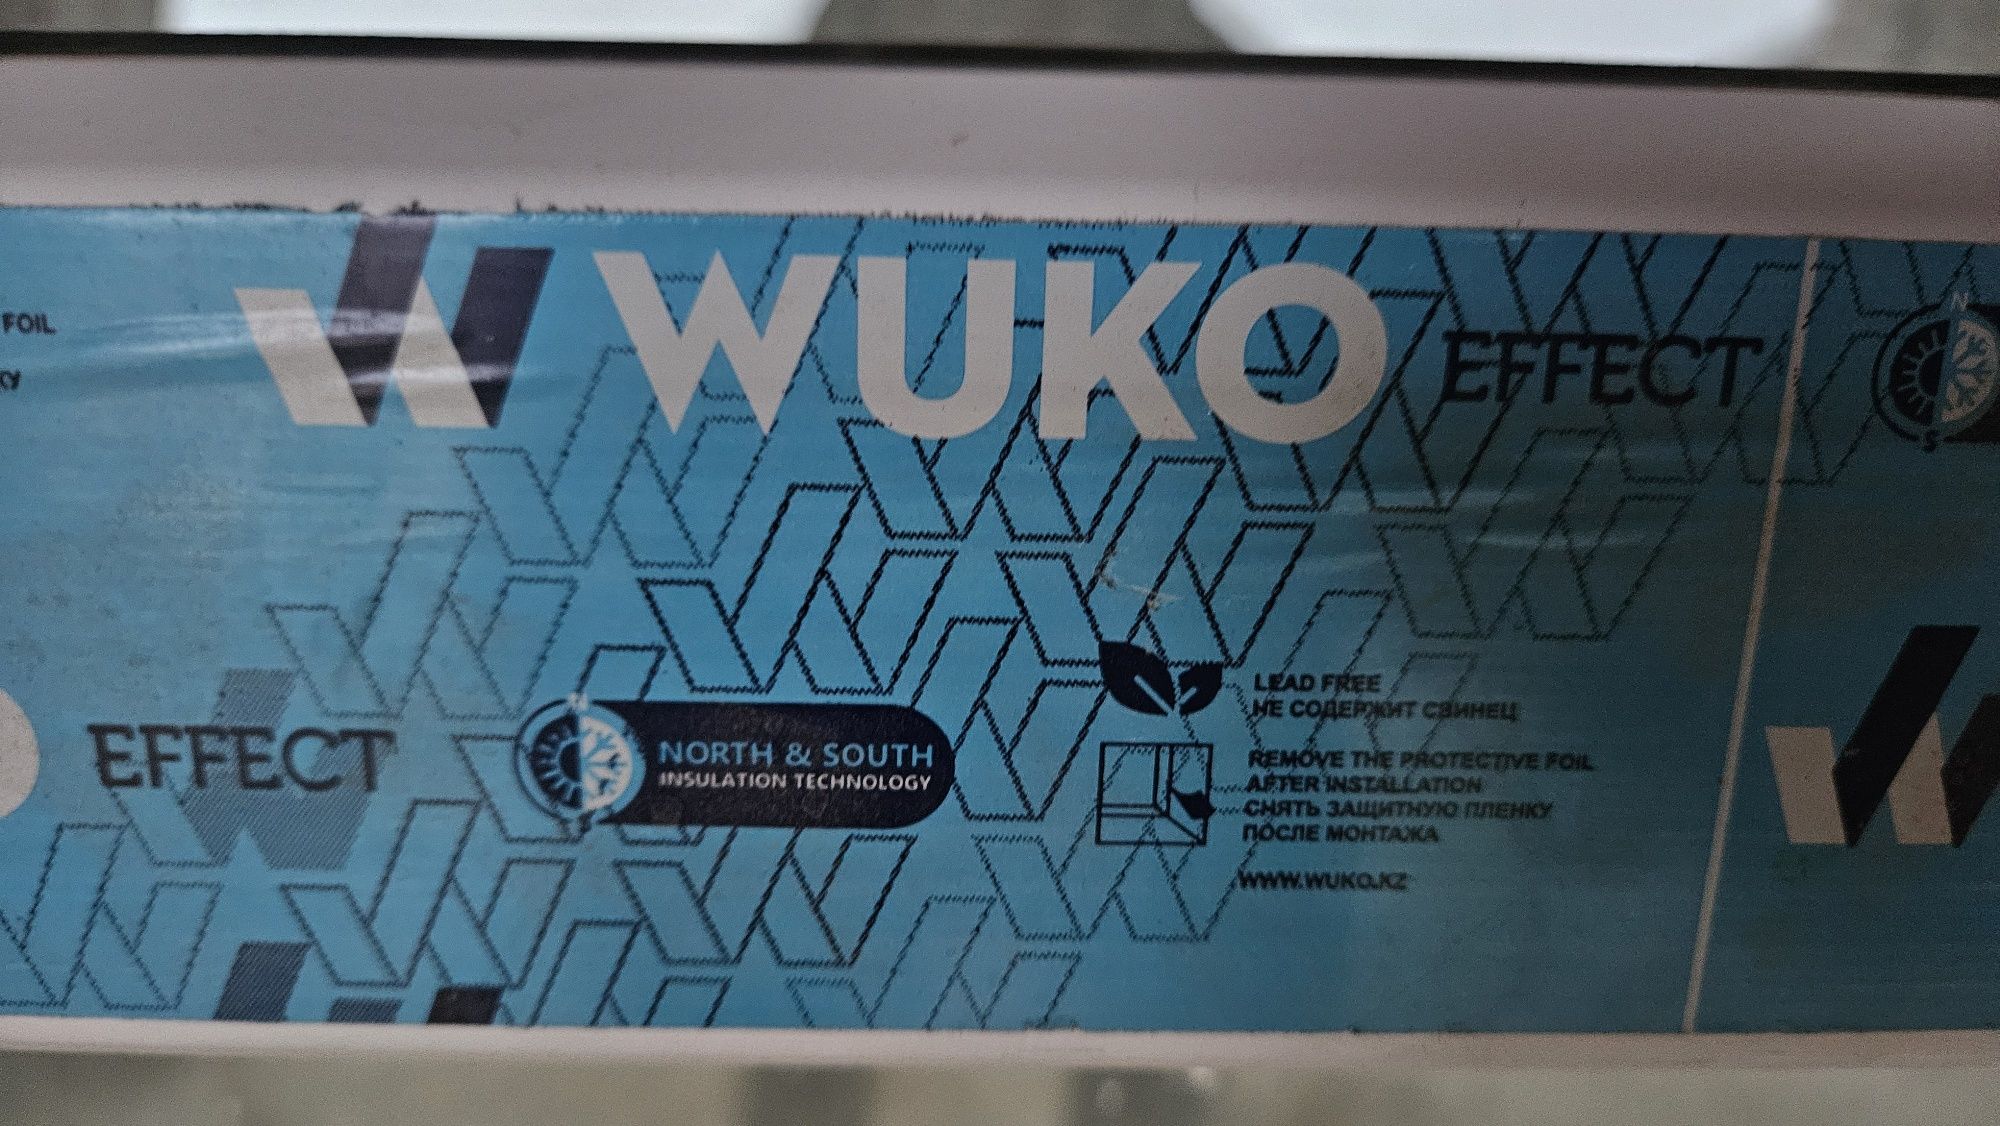 FOIL
WUKO EFFECT
N
S
EFFECT
NORTH & SOUTH
INSULATION TECHNOLOGY
LEAD FREE
НЕ СОДЕРЖИТ СВИНЕЦ
REMOVE THE PROTECTIVE FOIL
AFTER INSTALLATION
СНЯТЬ ЗАЩИТНУЮ ПЛЕНКУ
ПОСЛЕ МОНТАЖА
WWW.WUKO.KZ